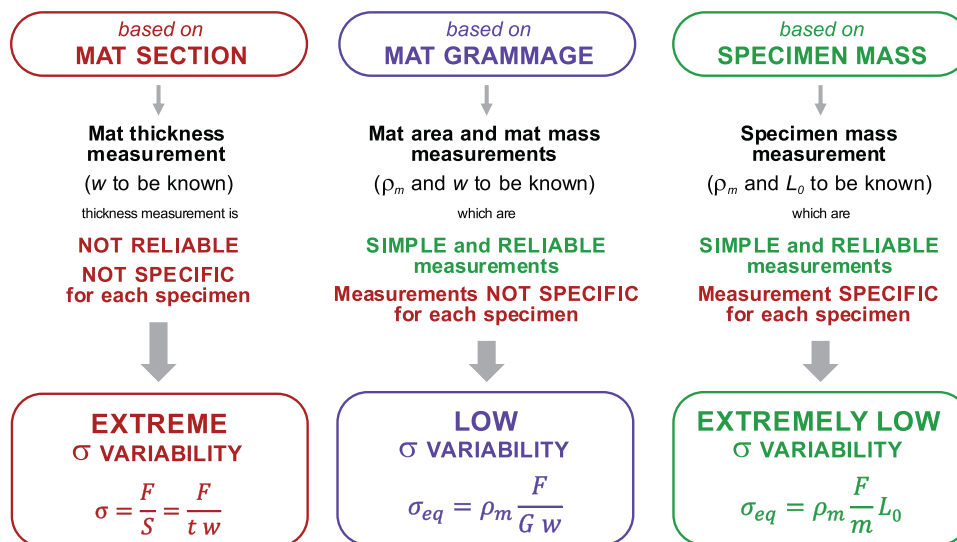 based on
MAT SECTION
Mat thickness
measurement
(w to be known)
thickness measurement is
NOT RELIABLE
NOT SPECIFIC
for each specimen
EXTREME
σ VARIABILITY
σ = F/S = F/(t w)
based on
MAT GRAMMAGE
Mat area and mat mass
measurements
(ρₘ and w to be known)
which are
SIMPLE and RELIABLE
measurements
Measurements NOT SPECIFIC
for each specimen
LOW
σ VARIABILITY
σ_eq = ρₘ F/(G w)
based on
SPECIMEN MASS
Specimen mass
measurement
(ρₘ and L₀ to be known)
which are
SIMPLE and RELIABLE
measurements
Measurement SPECIFIC
for each specimen
EXTREMELY LOW
σ VARIABILITY
σ_eq = ρₘ F/m L₀